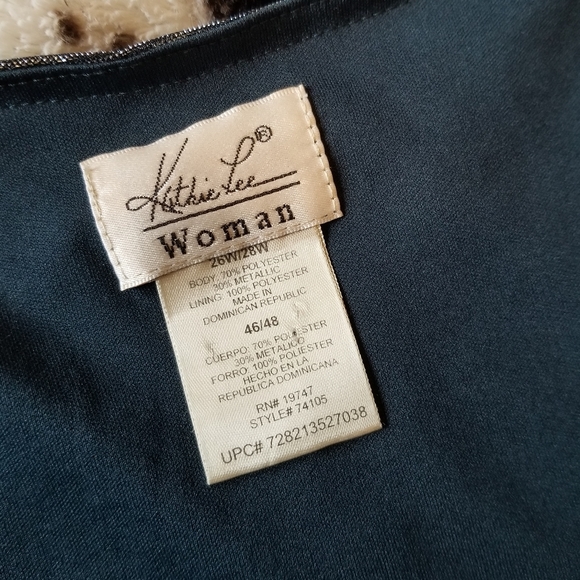 Kathie Lee®
Woman
26W/28W
BODY: 70% POLYESTER
30% METALLIC
LINING: 100% POLYESTER
MADE IN
DOMINICAN REPUBLIC
46/48
CUERPO: 70% POLIESTER
30% METALICO
FORRO: 100% POLIESTER
HECHO EN LA
REPUBLICA DOMINICANA
RN# 19747
STYLE# 74105
UPC# 728213527038